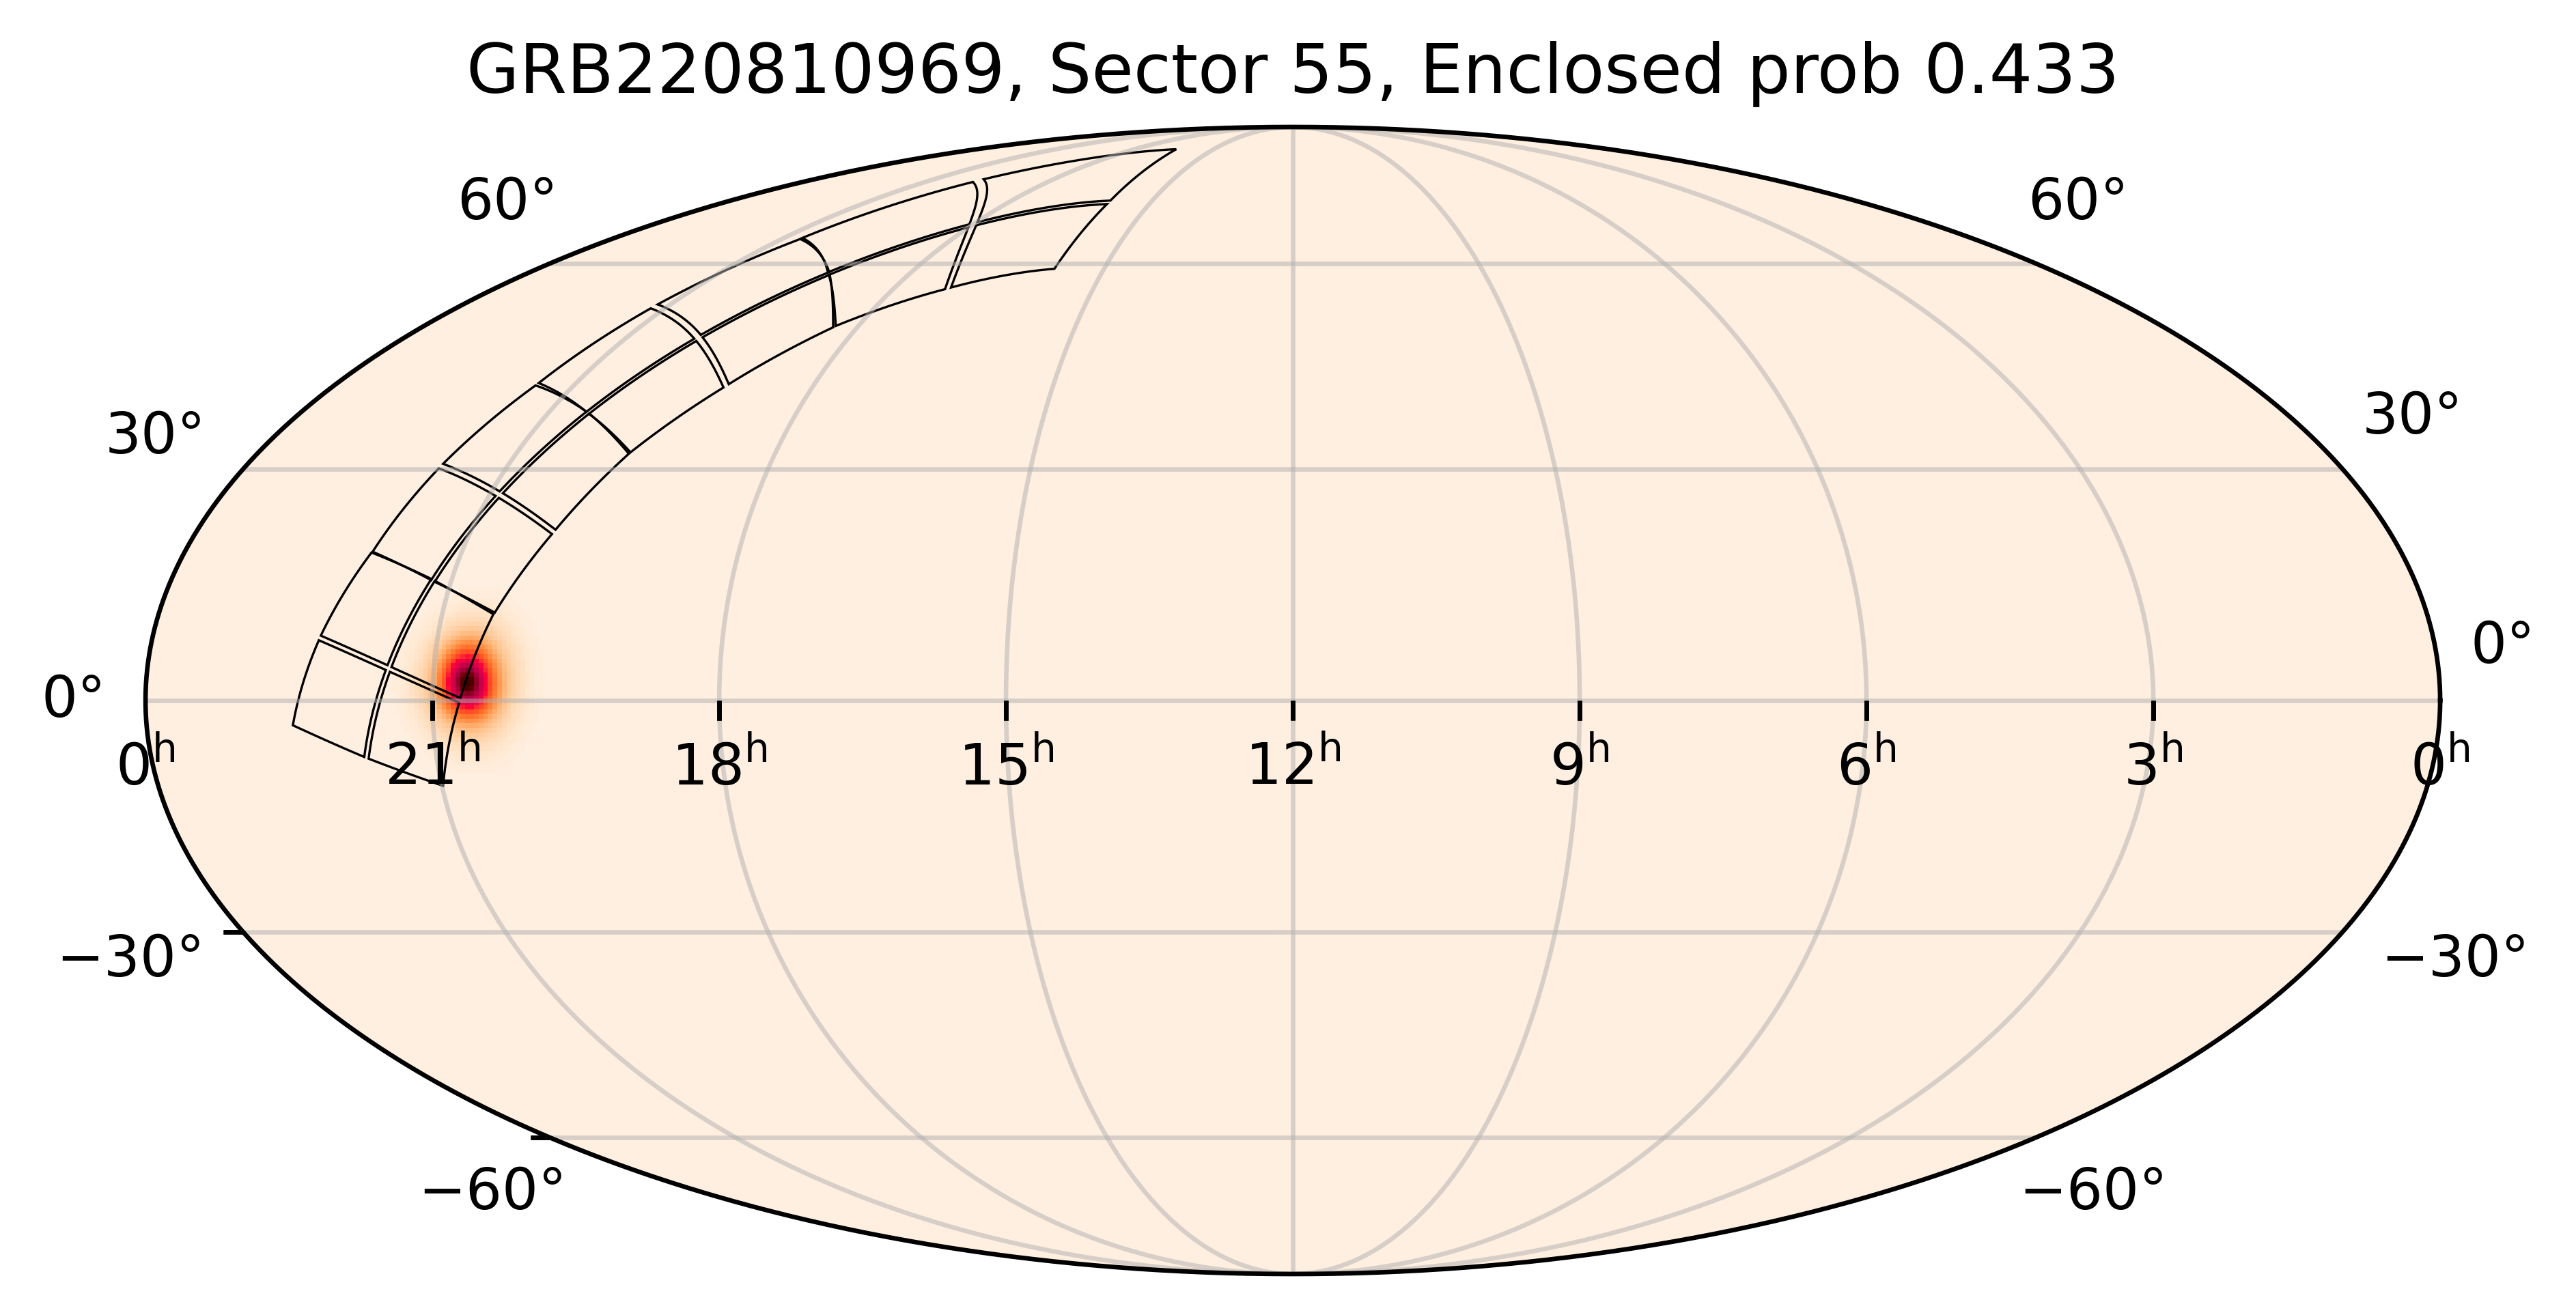 GRB220810969, Sector 55, Enclosed prob 0.433
60° 60°
30° 30°
0° 0°
0ʰ 21ʰ 18ʰ 15ʰ 12ʰ 9ʰ 6ʰ 3ʰ 0ʰ
−30° −30°
−60° −60°